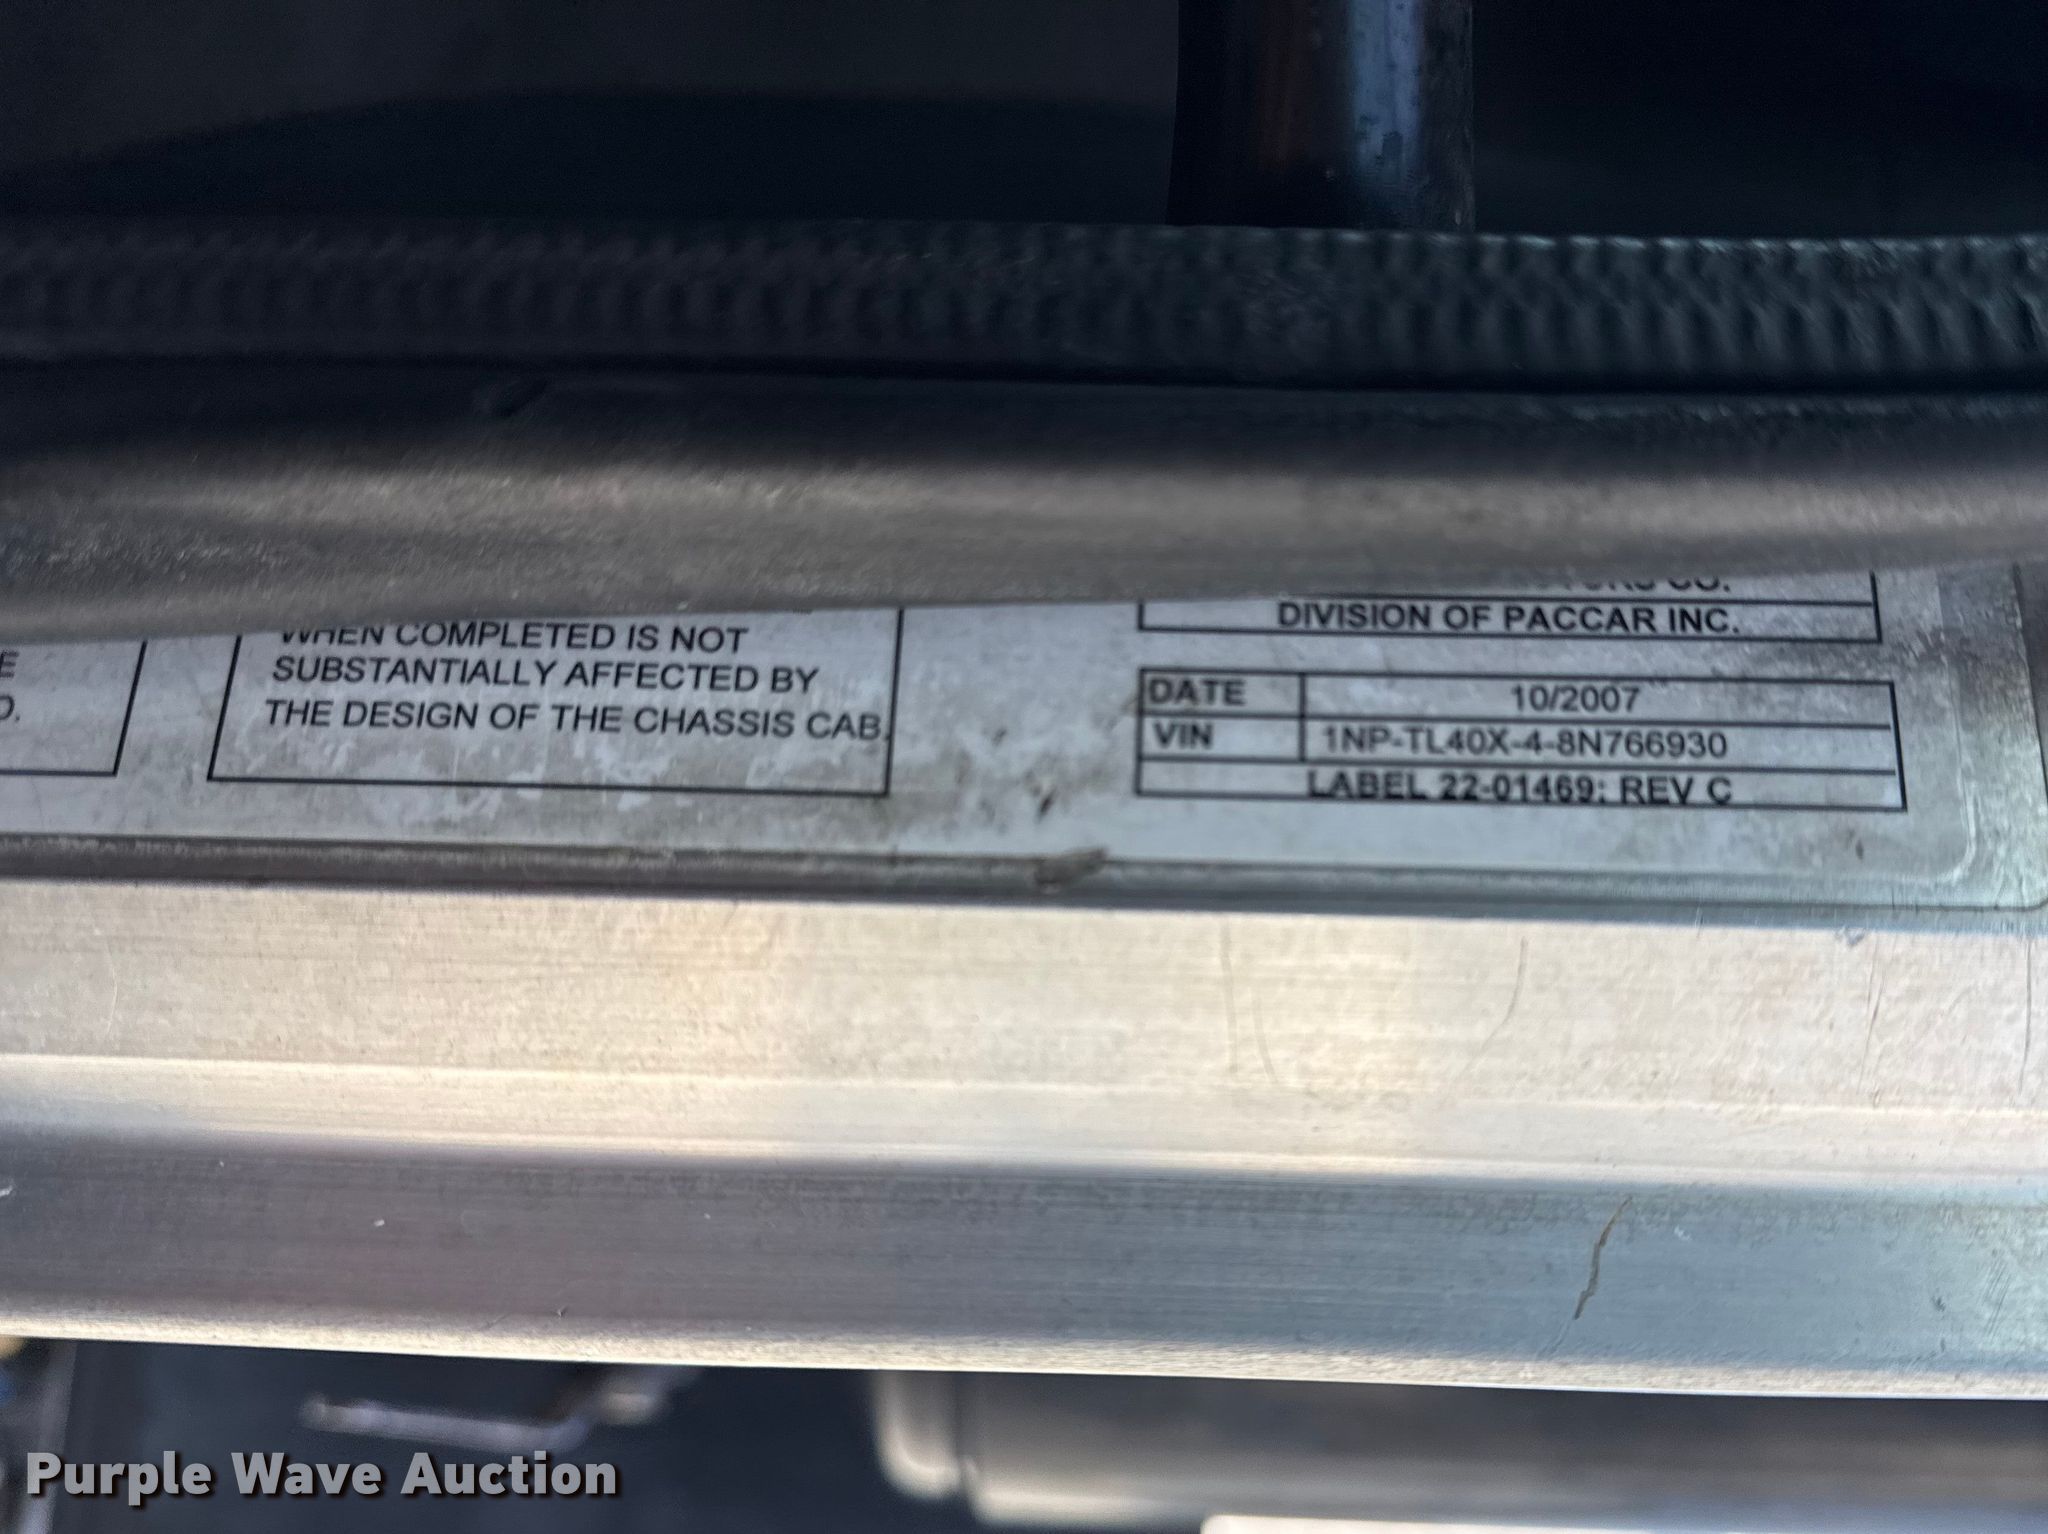 E
D.
WHEN COMPLETED IS NOT
SUBSTANTIALLY AFFECTED BY
THE DESIGN OF THE CHASSIS CAB.
CO.
DIVISION OF PACCAR INC.
DATE 10/2007
VIN 1NP-TL40X-4-8N766930
LABEL 22-01469: REV C
Purple Wave Auction